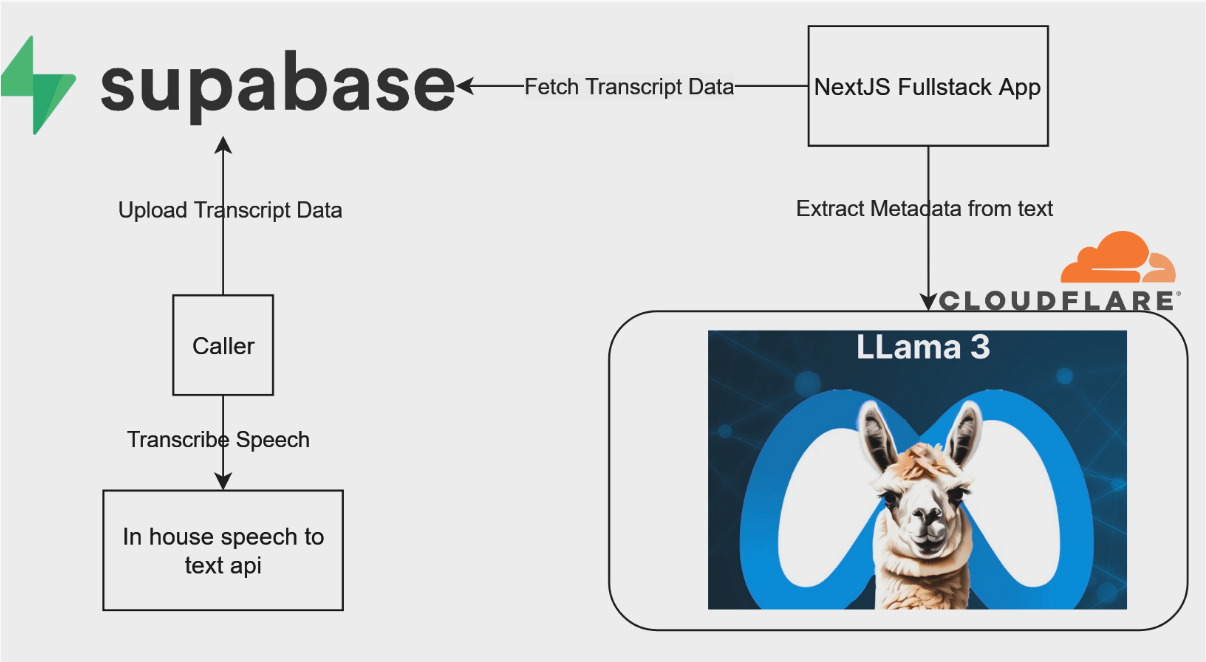 supabase
Fetch Transcript Data
NextJS Fullstack App
Upload Transcript Data
Extract Metadata from text
CLOUDFLARE®
Caller
LLama 3
Transcribe Speech
In house speech to
text api